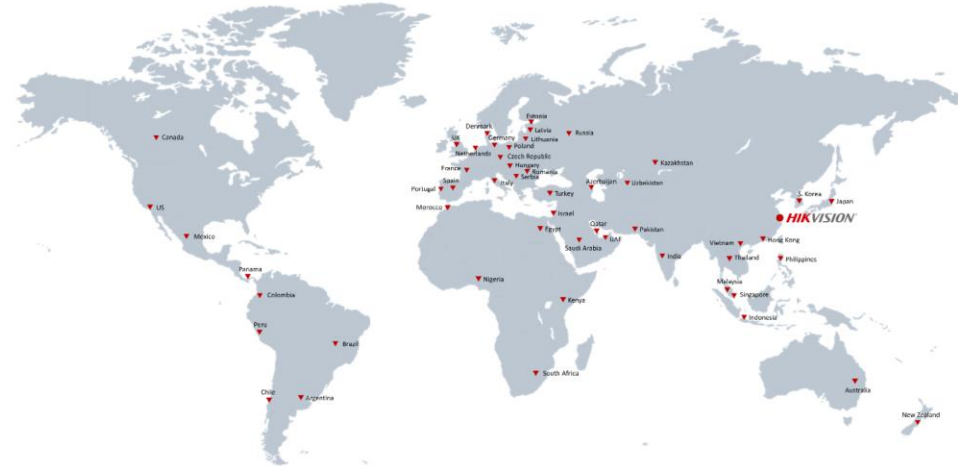 Canada
US
Mexico
Panama
Colombia
Peru
Brazil
Chile
Argentina
Estonia
Denmark
Latvia
Russia
UK
Germany
Lithuania
Netherlands
Poland
Czech Republic
France
Hungary
Romania
Serbia
Spain
Italy
Portugal
Morocco
Turkey
Azerbaijan
Kazakhstan
Uzbekistan
Israel
Egypt
Qatar
UAE
Saudi Arabia
Pakistan
India
Nigeria
Kenya
South Africa
S. Korea
Japan
HIKVISION
Vietnam
Hong Kong
Thailand
Philippines
Malaysia
Singapore
Indonesia
Australia
New Zealand